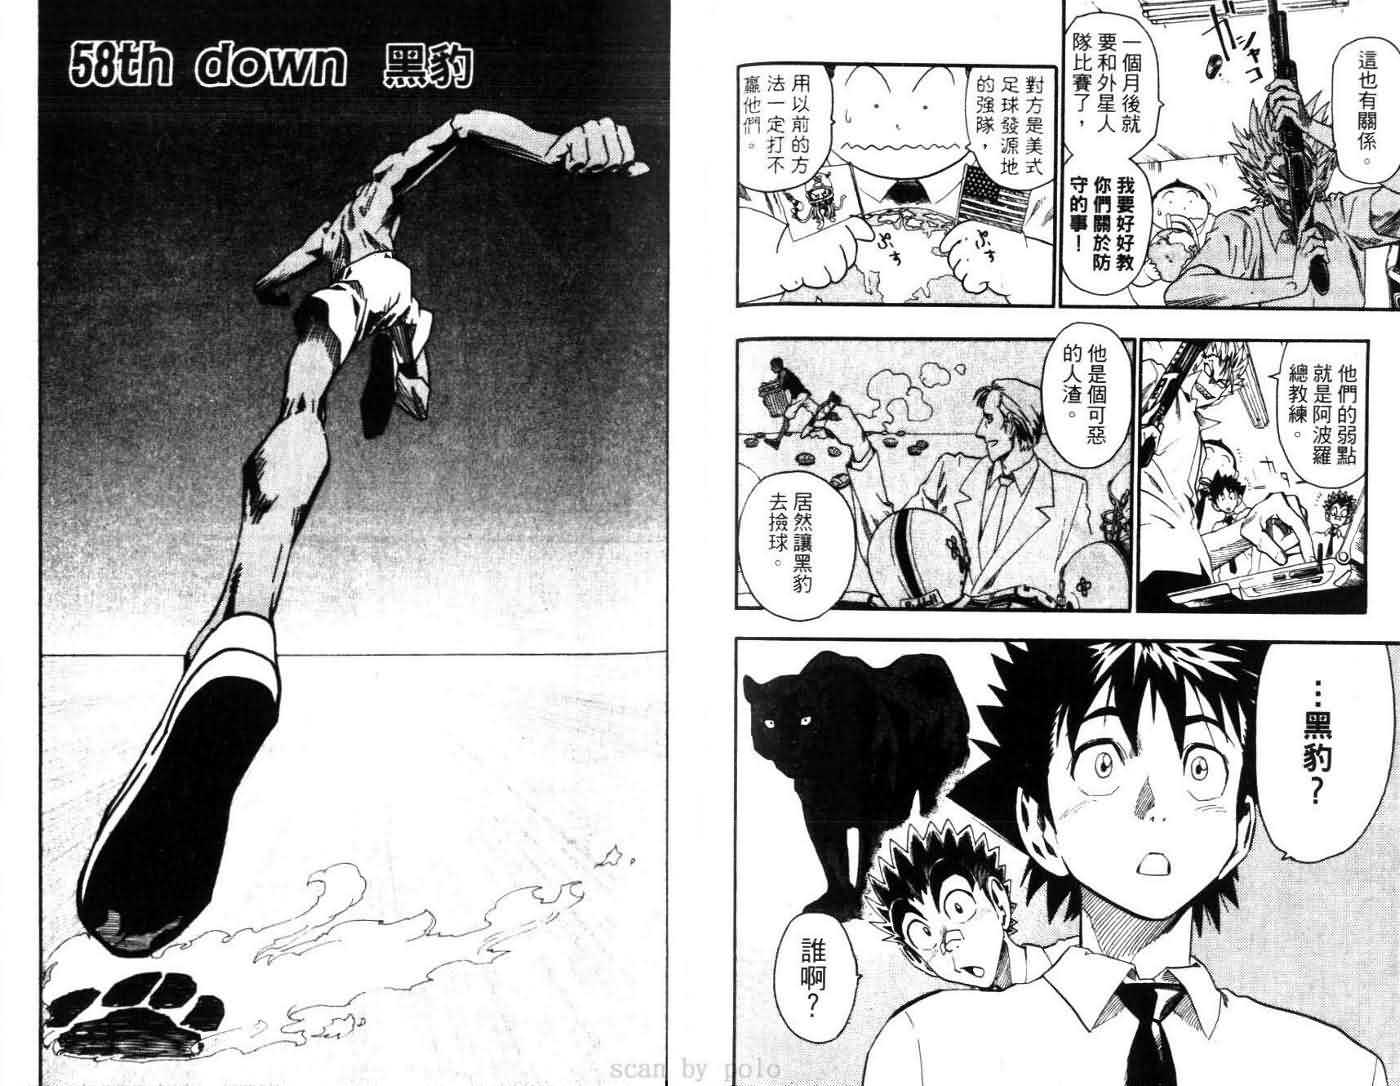 這也有關係。
一個月後就
要和外星人
隊比賽了，
我要好好教
你們關於防
守的事！
ジャコ
對方是美式
足球發源地
的強隊，
用以前的方
法一定打不
贏他們。
ぷち
ぷち
他們的弱點
就是阿波羅
總教練。
他是個可惡
的人渣。
居然讓黑豹
去撿球。
…黑豹？
誰啊？
58th down 黑豹
scan by polo